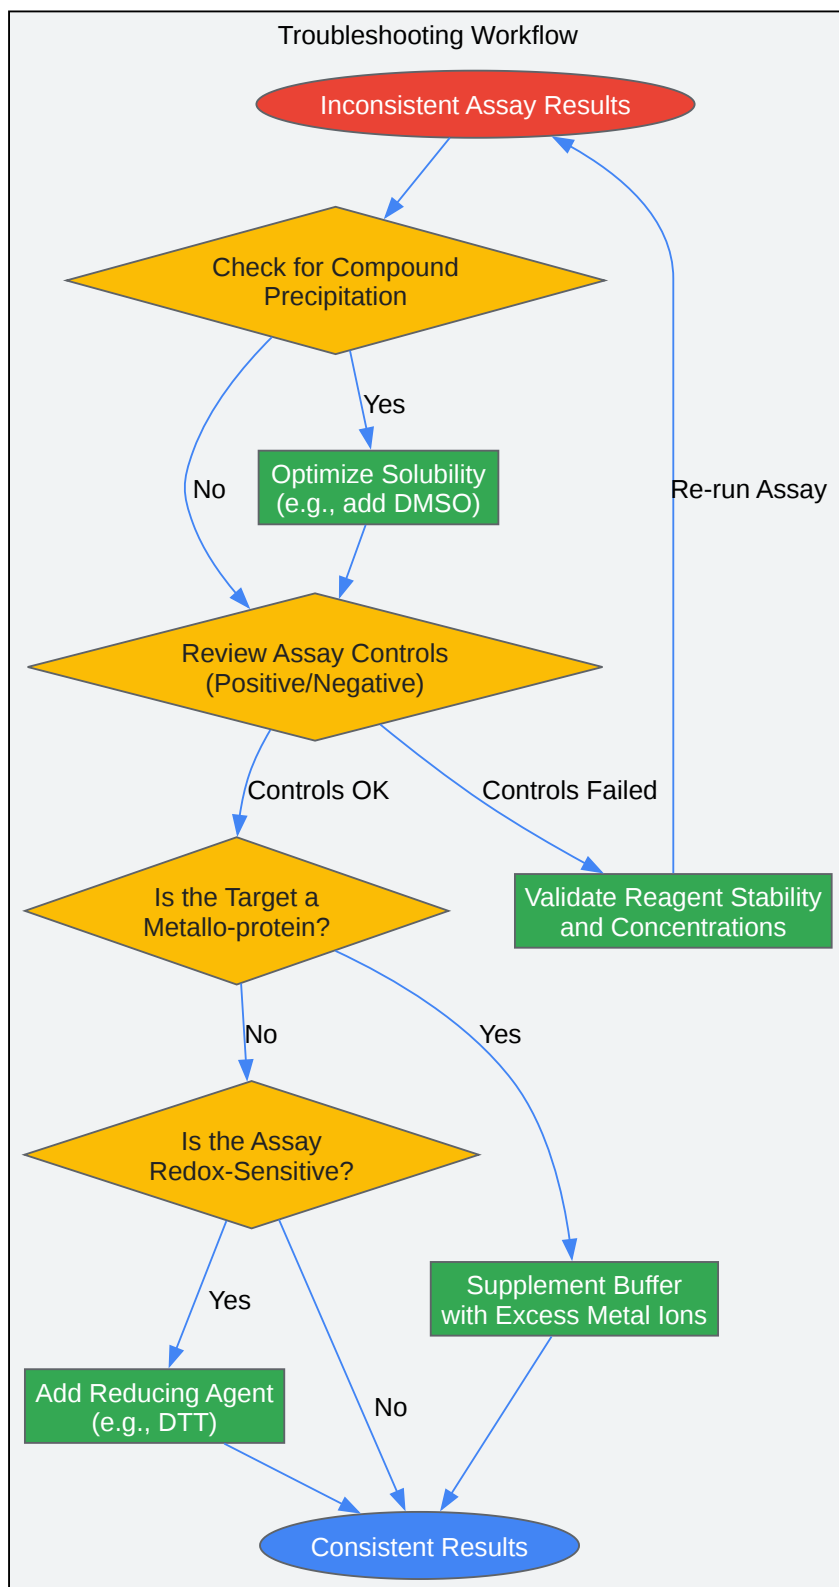 Troubleshooting Workflow
Inconsistent Assay Results
Check for Compound
Precipitation
Yes
No
Optimize Solubility
(e.g., add DMSO)
Re-run Assay
Review Assay Controls
(Positive/Negative)
Controls OK
Controls Failed
Is the Target a
Metallo-protein?
Validate Reagent Stability
and Concentrations
No
Yes
Is the Assay
Redox-Sensitive?
Yes
Supplement Buffer
with Excess Metal Ions
Add Reducing Agent
(e.g., DTT)
No
Consistent Results